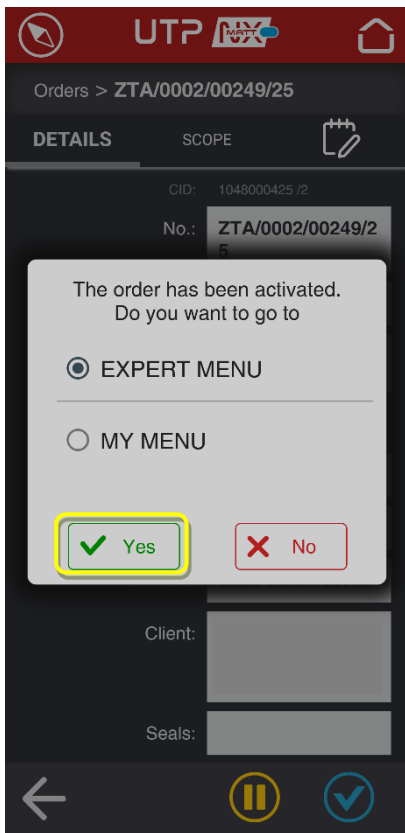 UTP MATT NX
Orders > ZTA/0002/00249/25
DETAILS
SCOPE
CID: 1048000425 /2
No.: ZTA/0002/00249/2
5
The order has been activated.
Do you want to go to
EXPERT MENU
MY MENU
Yes
No
Client:
Seals: